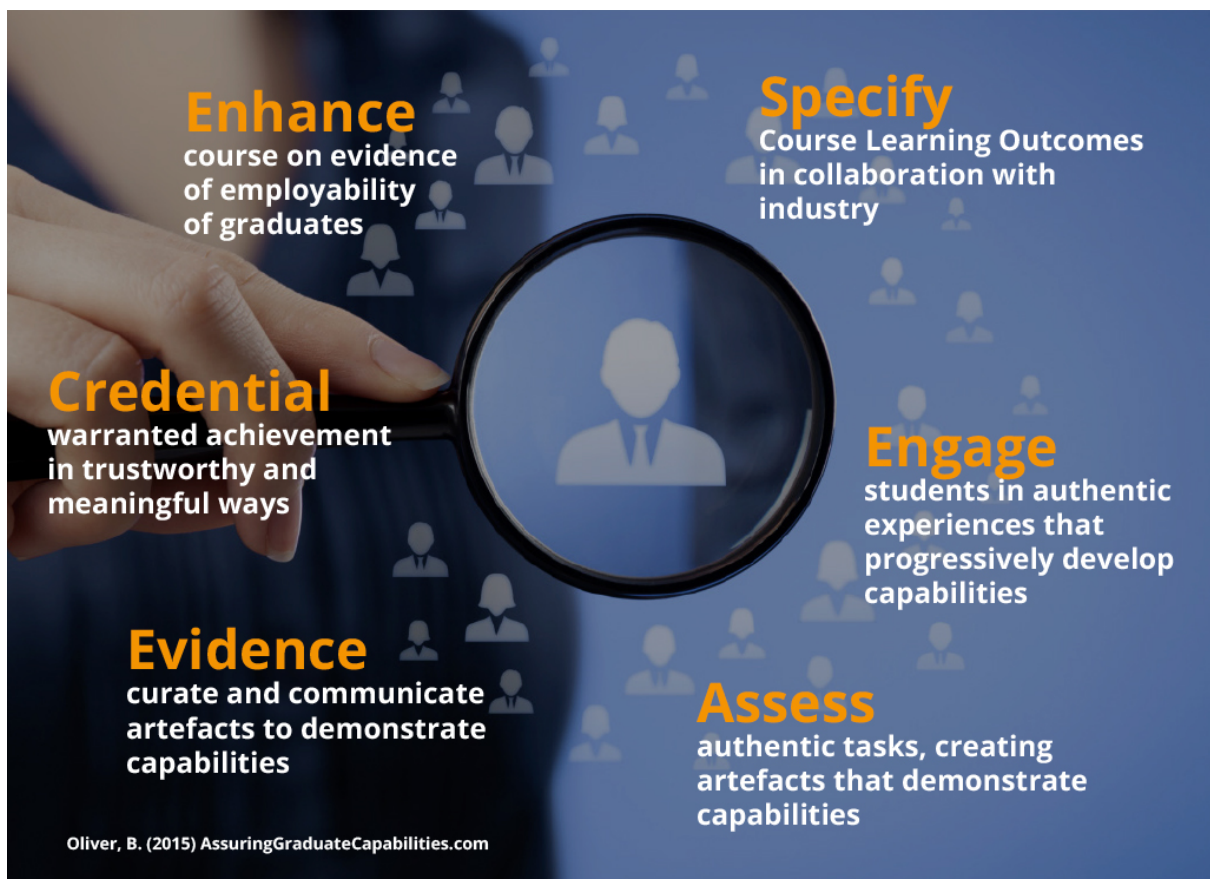 Enhance
course on evidence
of employability
of graduates
Specify
Course Learning Outcomes
in collaboration with
industry
Credential
warranted achievement
in trustworthy and
meaningful ways
Engage
students in authentic
experiences that
progressively develop
capabilities
Evidence
curate and communicate
artefacts to demonstrate
capabilities
Assess
authentic tasks, creating
artefacts that demonstrate
capabilities
Oliver, B. (2015) AssuringGraduateCapabilities.com